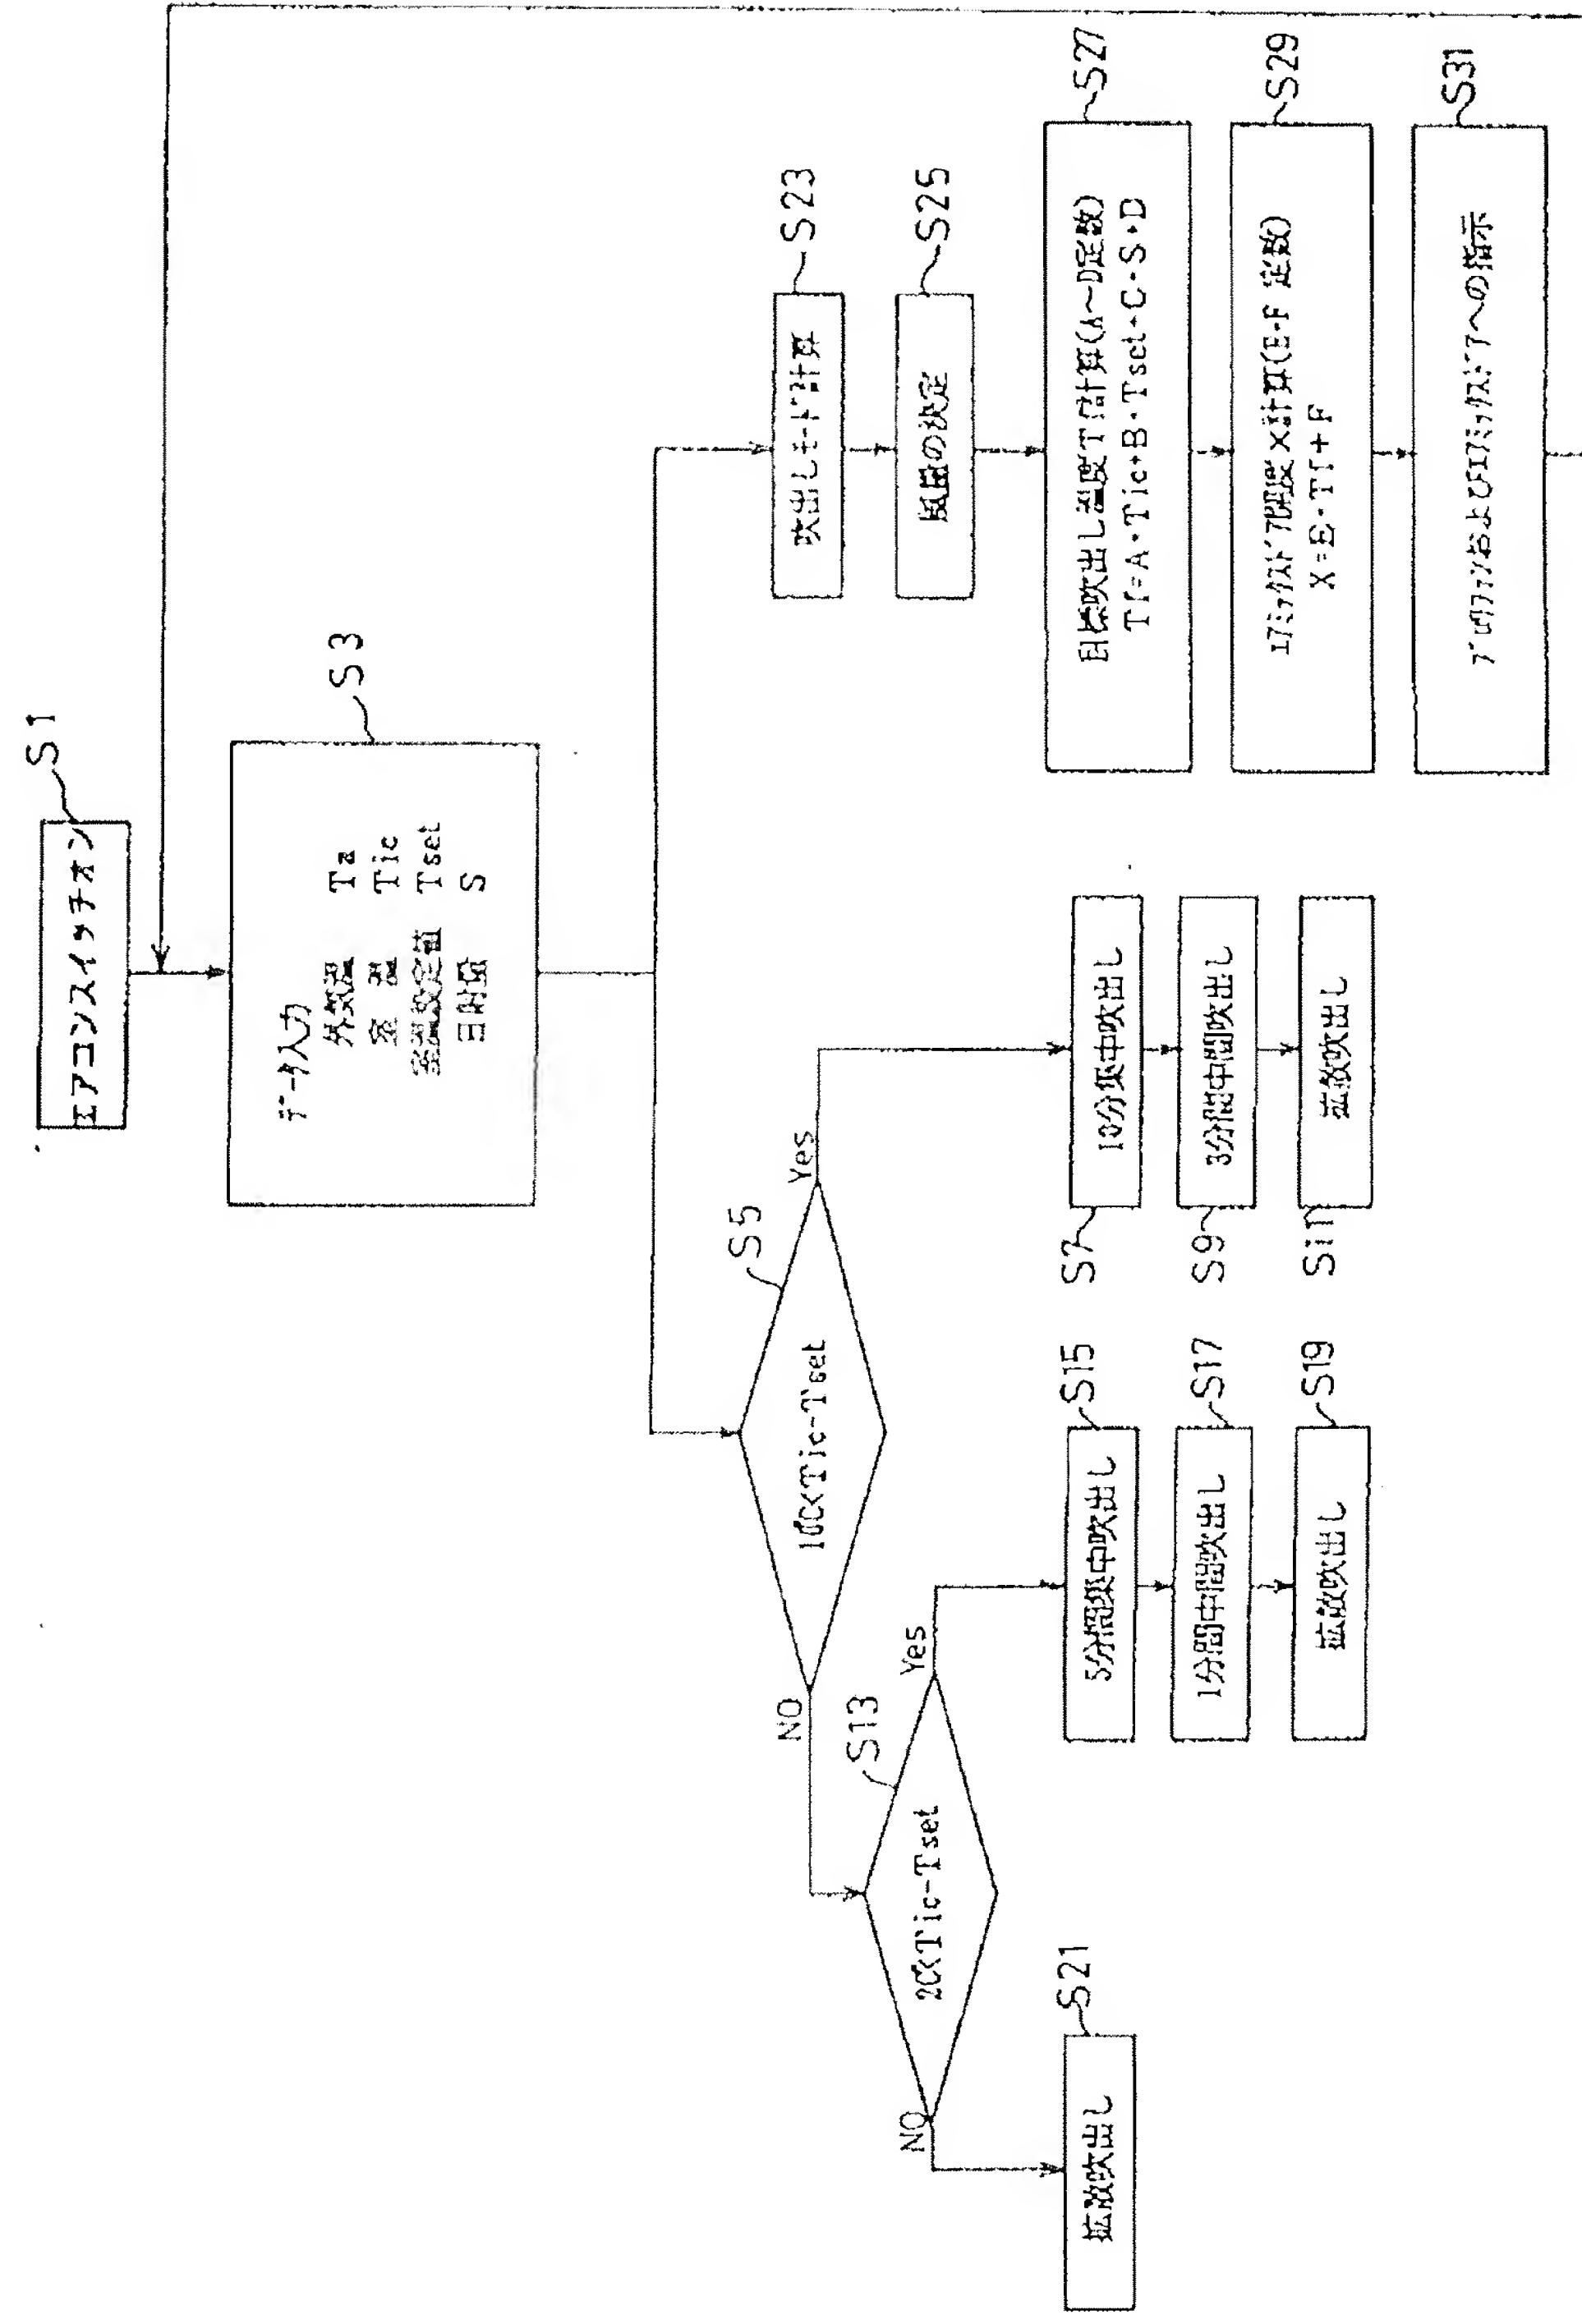 エアコンスイッチオン
S1
データ入力
外気温 Ta
室温 Tic
室温設定値 Tset
日射量 S
S3
10℃<Tic-Tset
S5
Yes
NO
10分集中吹出し
S7
3分間中間吹出し
S9
拡散吹出し
S11
2℃<Tic-Tset
S13
Yes
NO
5分間集中吹出し
S15
1分間中間吹出し
S17
拡散吹出し
S19
拡散吹出し
S21
吹出しモード計算
S23
風量の決定
S25
目標吹出し温度Tf計算(A~D定数)
Tf=A・Tic+B・Tset+C・S+D
S27
エアミックスドア開度X計算(E・F 定数)
X=E・Tf+F
S29
ブロワファンおよびエアミックスドアへの指示
S31